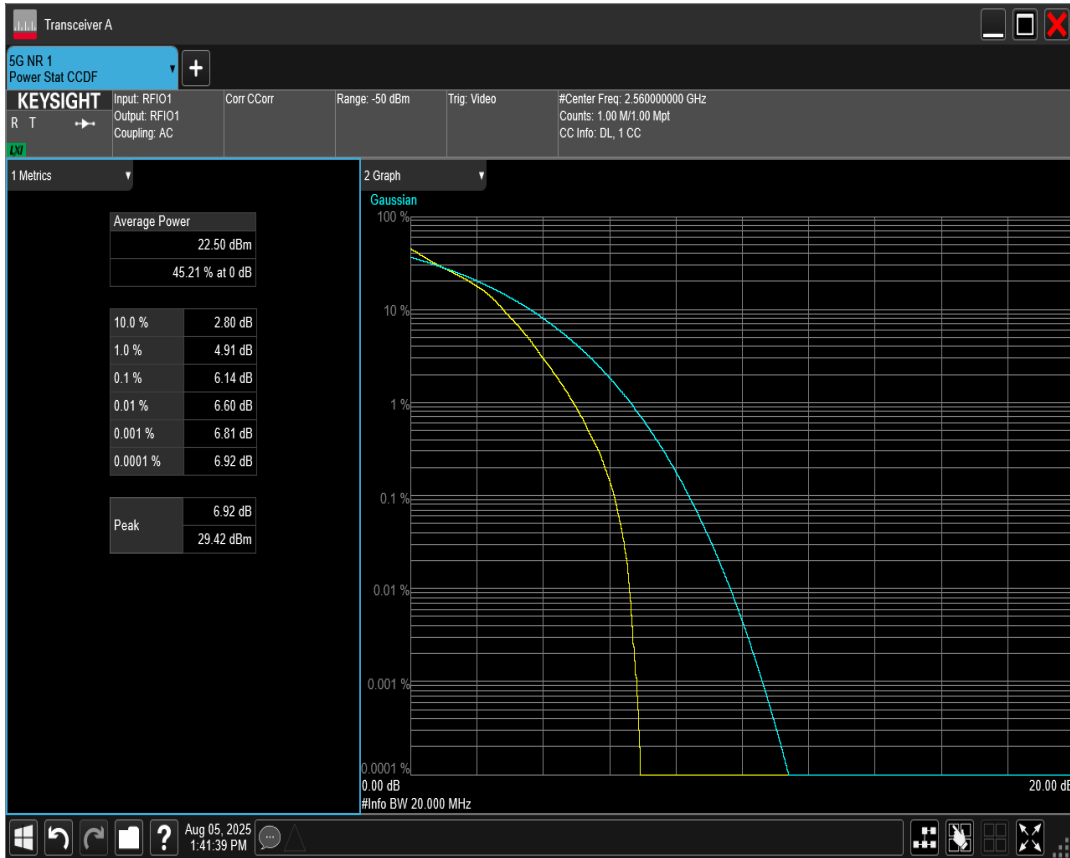 Transceiver A
5G NR 1
Power Stat CCDF
KEYSIGHT
R T
LXI
Input: RFIO1
Output: RFIO1
Coupling: AC
Corr CCorr
Range: -50 dBm
Trig: Video
#Center Freq: 2.560000000 GHz
Counts: 1.00 M/1.00 Mpt
CC Info: DL, 1 CC
1 Metrics
Average Power
22.50 dBm
45.21 % at 0 dB
10.0 % 2.80 dB
1.0 % 4.91 dB
0.1 % 6.14 dB
0.01 % 6.60 dB
0.001 % 6.81 dB
0.0001 % 6.92 dB
Peak
6.92 dB
29.42 dBm
2 Graph
Gaussian
100 %
10 %
1 %
0.1 %
0.01 %
0.001 %
0.0001 %
0.00 dB
20.00 dB
#Info BW 20.000 MHz
Aug 05, 2025
1:41:39 PM